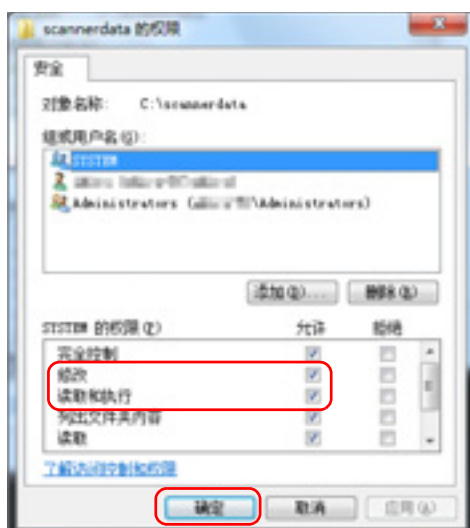 scannerdata 的权限
安全
对象名称: C:\scannerdata
组或用户名(G):
SYSTEM
Administrators ( \Administrators)
添加(D)... 删除(R)
SYSTEM 的权限(P) 允许 拒绝
完全控制
修改
读取和执行
列出文件夹内容
读取
了解访问控制和权限
确定 取消 应用(A)